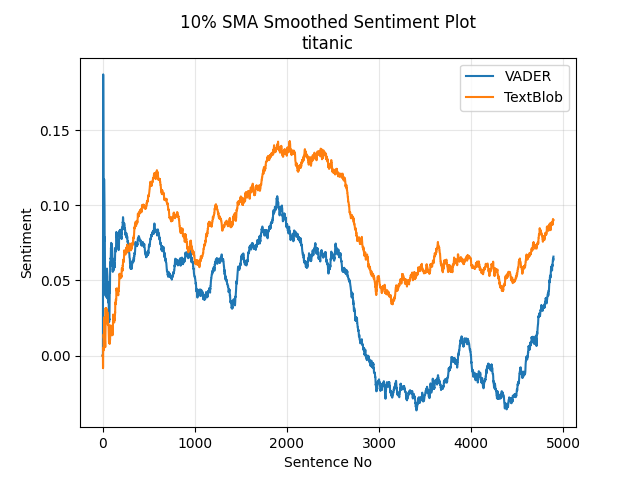 10% SMA Smoothed Sentiment Plot
titanic
VADER
TextBlob
Sentiment
0.15
0.10
0.05
0.00
0
1000
2000
3000
4000
5000
Sentence No